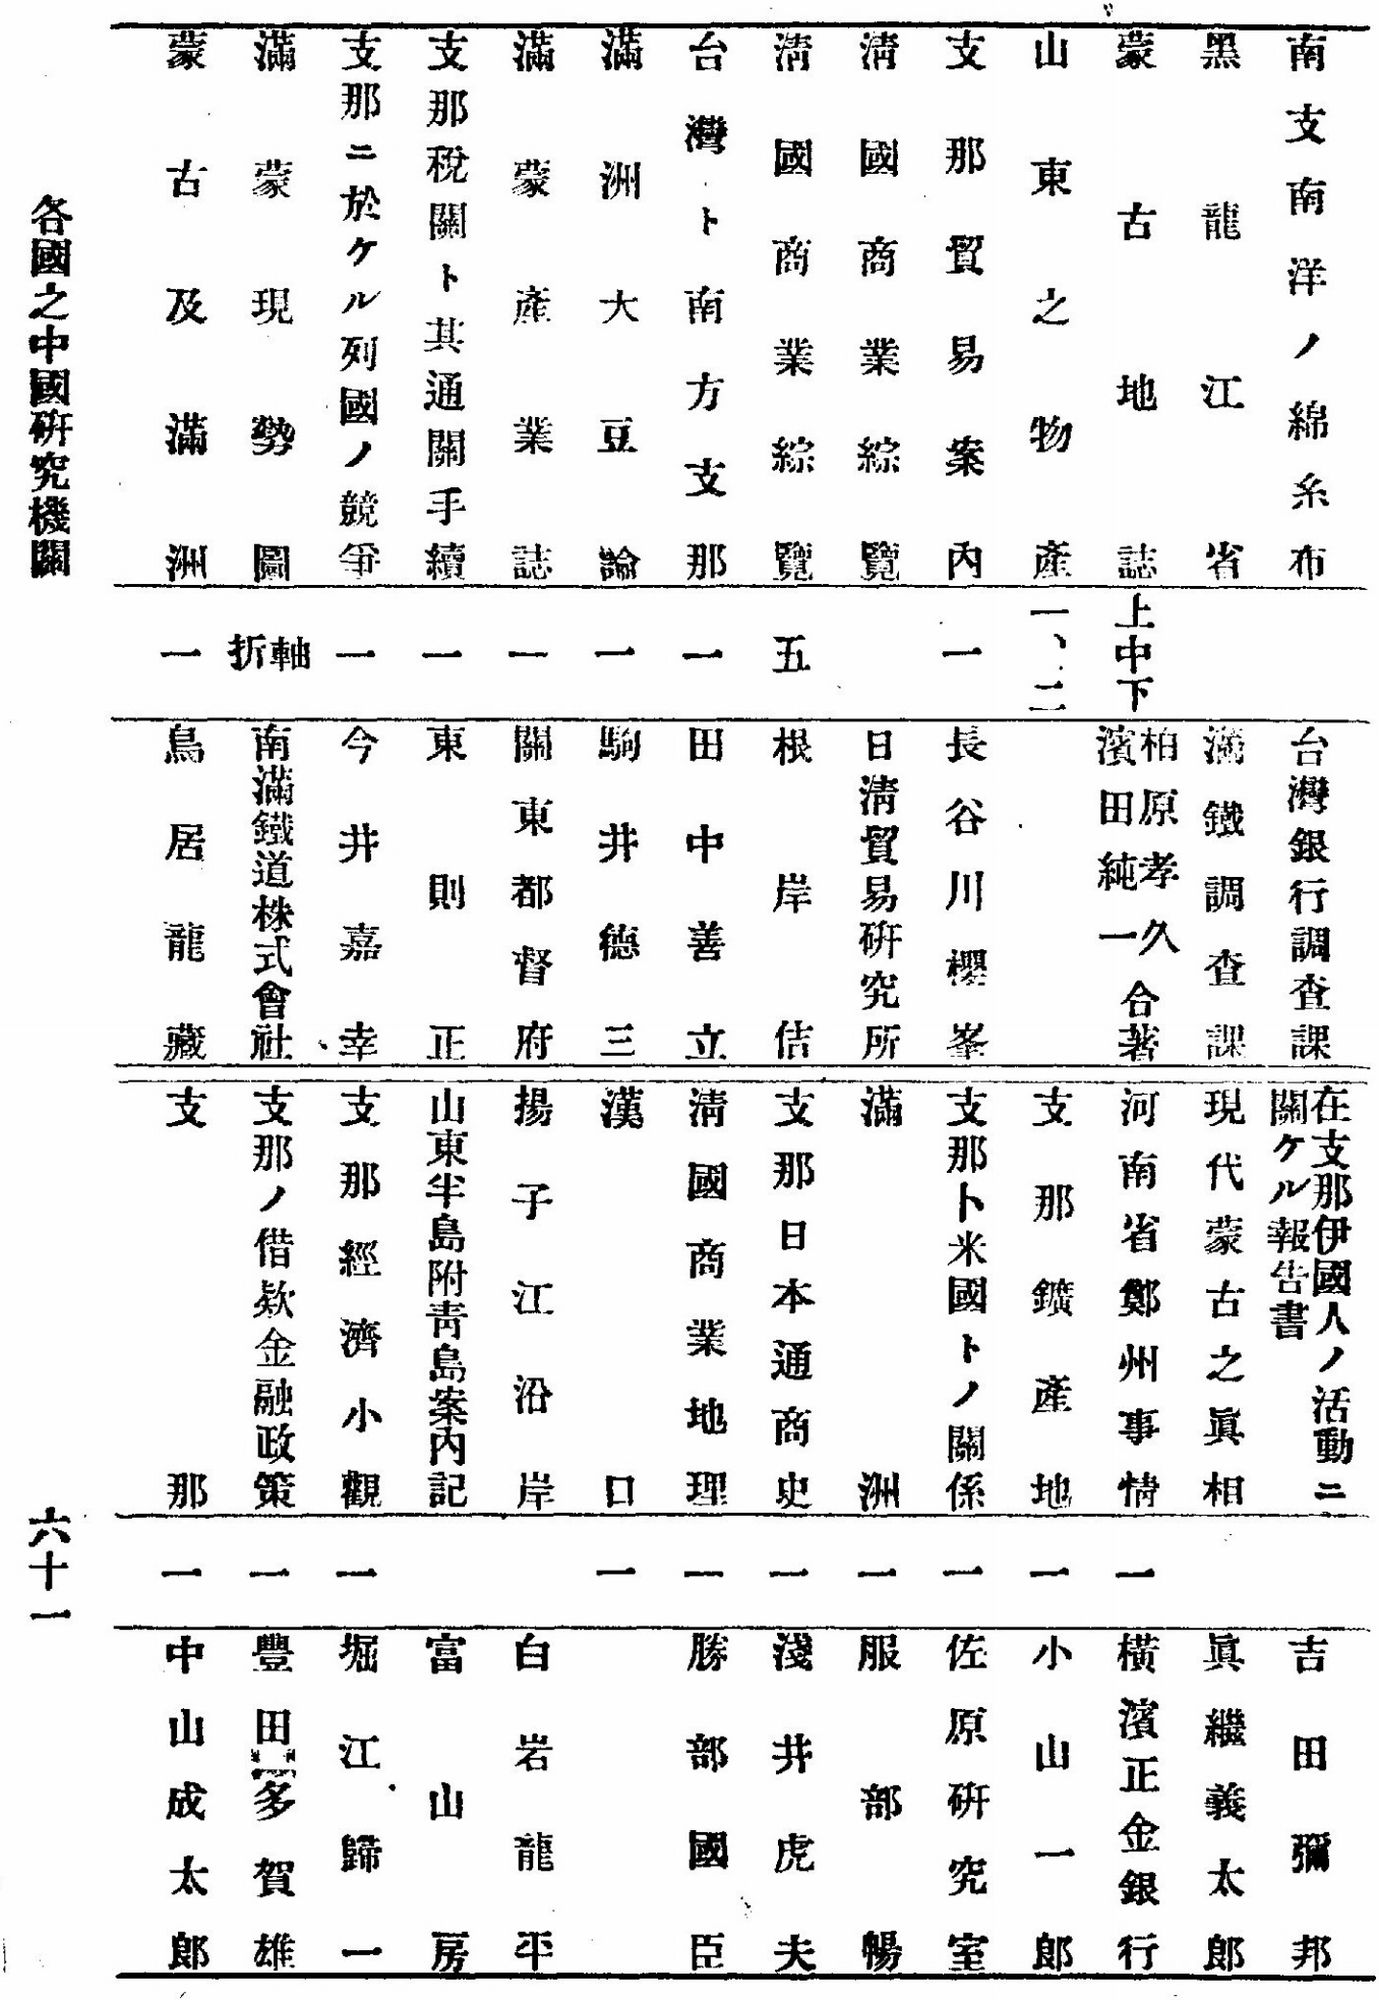 南支南洋ノ綿糸布
台灣銀行調査課
黑龍江省
滿鐵調査課
蒙古地誌
上中下
柏原孝久
濱田純一
合著
山東之物產
一、二
支那貿易案內
一
長谷川櫻峯
淸國商業綜覽
日淸貿易硏究所
淸國商業綜覽
五
根岸佶
台灣ト南方支那
一
田中善立
滿洲大豆論
一
駒井德三
滿蒙產業誌
一
關東都督府
支那稅關ト其通關手續
一
東則正
支那ニ於ケル列國ノ競爭
一
今井嘉幸
滿蒙現勢圖
軸
折
南滿鐵道株式會社
蒙古及滿洲
一
鳥居龍藏
在支那伊國人ノ活動ニ
關ケル報告書
吉田彌邦
現代蒙古之眞相
眞繼義太郎
河南省鄭州事情
一
橫濱正金銀行
支那鑛產地
一
小山一郎
支那卜米國トノ關係
一
佐原硏究室
滿洲
一
服部暢
支那日本通商史
一
淺井虎夫
淸國商業地理
一
勝部國臣
漢口
一
揚子江沿岸
白岩龍平
山東半島附靑島案內記
富山房
支那經濟小觀
一
堀江歸一
支那ノ借欵金融政策
一
豐田多賀雄
支那
一
中山成太郎
各國之中國硏究機關
六十一